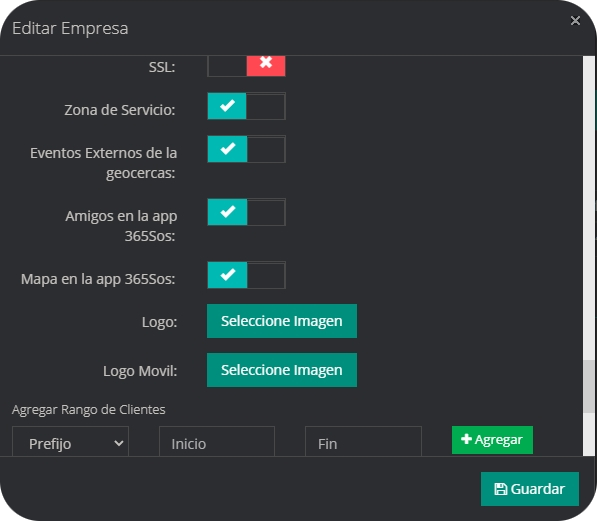 Editar Empresa
×
SSL:
Zona de Servicio:
Eventos Externos de la
geocercas:
Amigos en la app
365Sos:
Mapa en la app 365Sos:
Logo: Seleccione Imagen
Logo Movil: Seleccione Imagen
Agregar Rango de Clientes
Prefijo Inicio Fin Agregar
Guardar